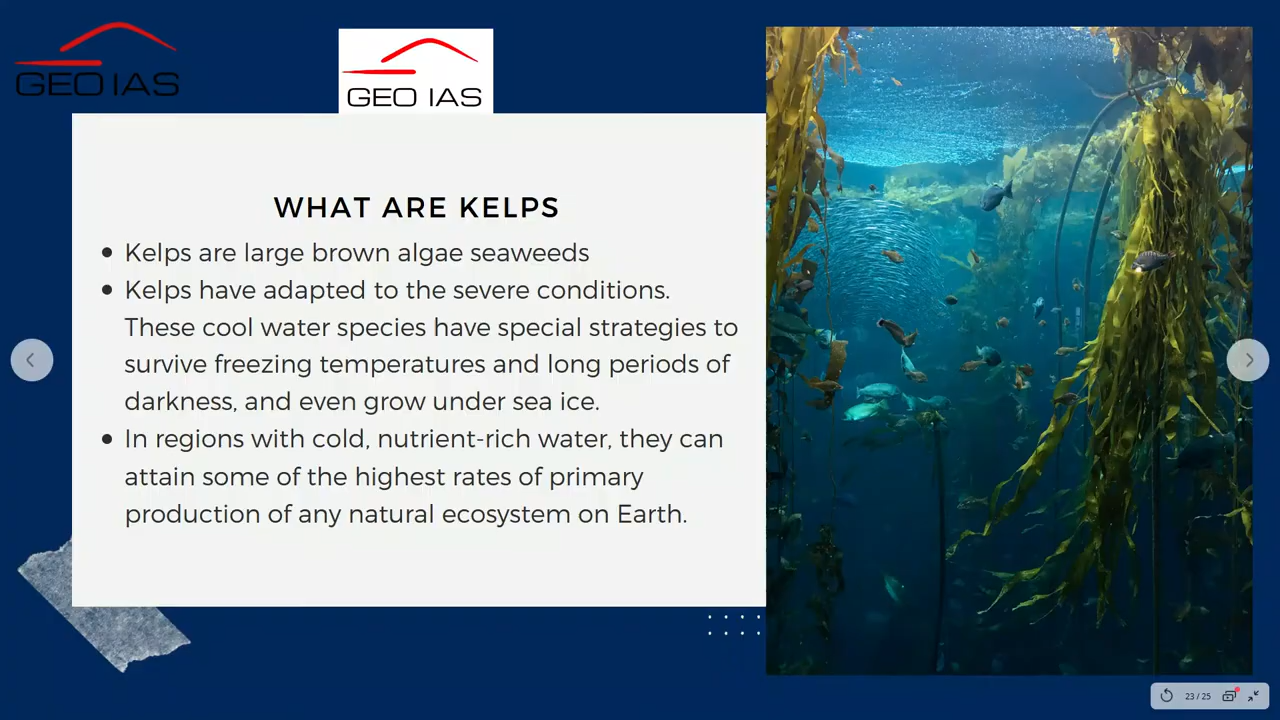 GEO IAS
GEO IAS
WHAT ARE KELPS
• Kelps are large brown algae seaweeds
• Kelps have adapted to the severe conditions.
These cool water species have special strategies to
survive freezing temperatures and long periods of
darkness, and even grow under sea ice.
• In regions with cold, nutrient-rich water, they can
attain some of the highest rates of primary
production of any natural ecosystem on Earth.
23 / 25